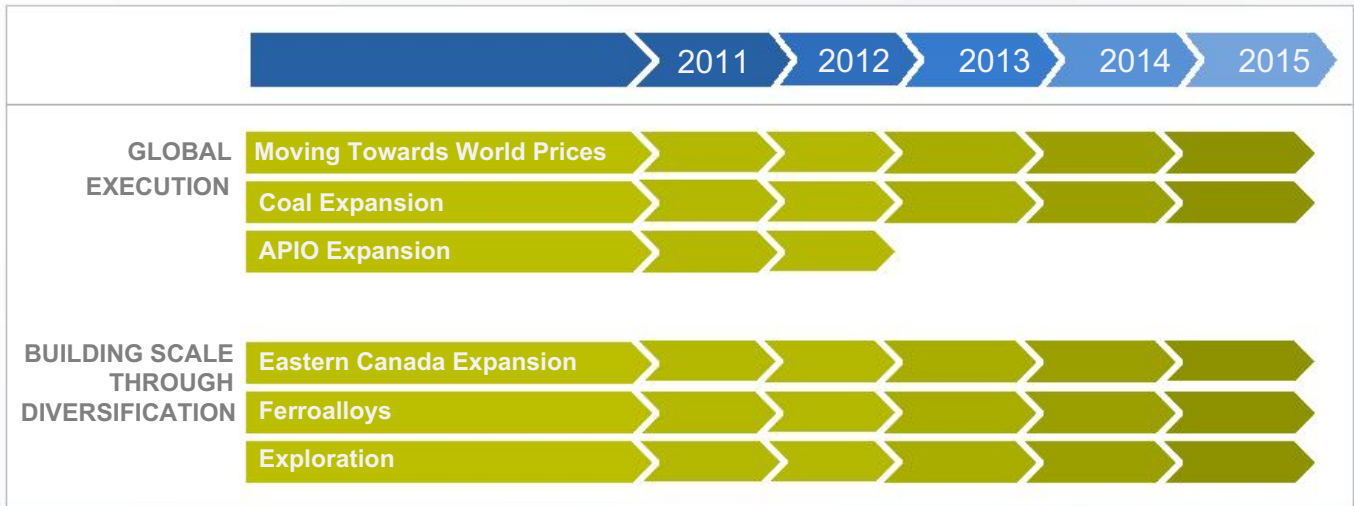 2011 2012 2013 2014 2015
GLOBAL
EXECUTION
Moving Towards World Prices
Coal Expansion
APIO Expansion
BUILDING SCALE
THROUGH
DIVERSIFICATION
Eastern Canada Expansion
Ferroalloys
Exploration